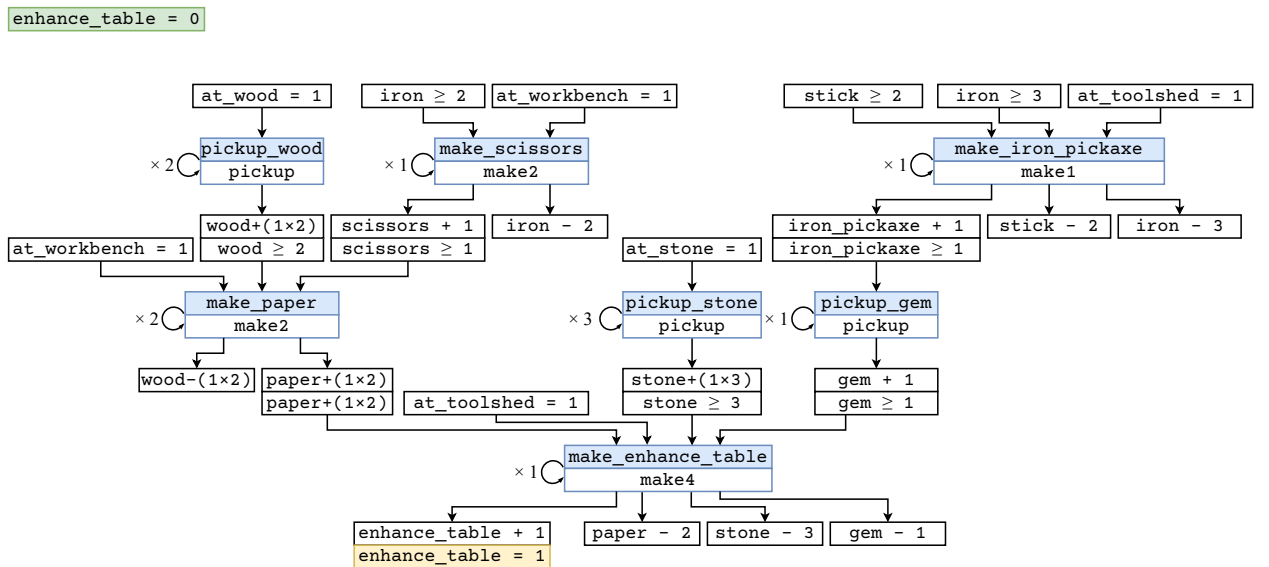 enhance_table = 0
at_wood = 1
iron ≥ 2
at_workbench = 1
stick ≥ 2
iron ≥ 3
at_toolshed = 1
× 2
pickup_wood
pickup
× 1
make_scissors
make2
× 1
make_iron_pickaxe
make1
wood+(1×2)
wood ≥ 2
scissors + 1
scissors ≥ 1
iron - 2
iron_pickaxe + 1
iron_pickaxe ≥ 1
stick - 2
iron - 3
at_workbench = 1
at_stone = 1
× 2
make_paper
make2
× 3
pickup_stone
pickup
× 1
pickup_gem
pickup
wood-(1×2)
paper+(1×2)
paper+(1×2)
at_toolshed = 1
stone+(1×3)
stone ≥ 3
gem + 1
gem ≥ 1
× 1
make_enhance_table
make4
enhance_table + 1
enhance_table = 1
paper - 2
stone - 3
gem - 1